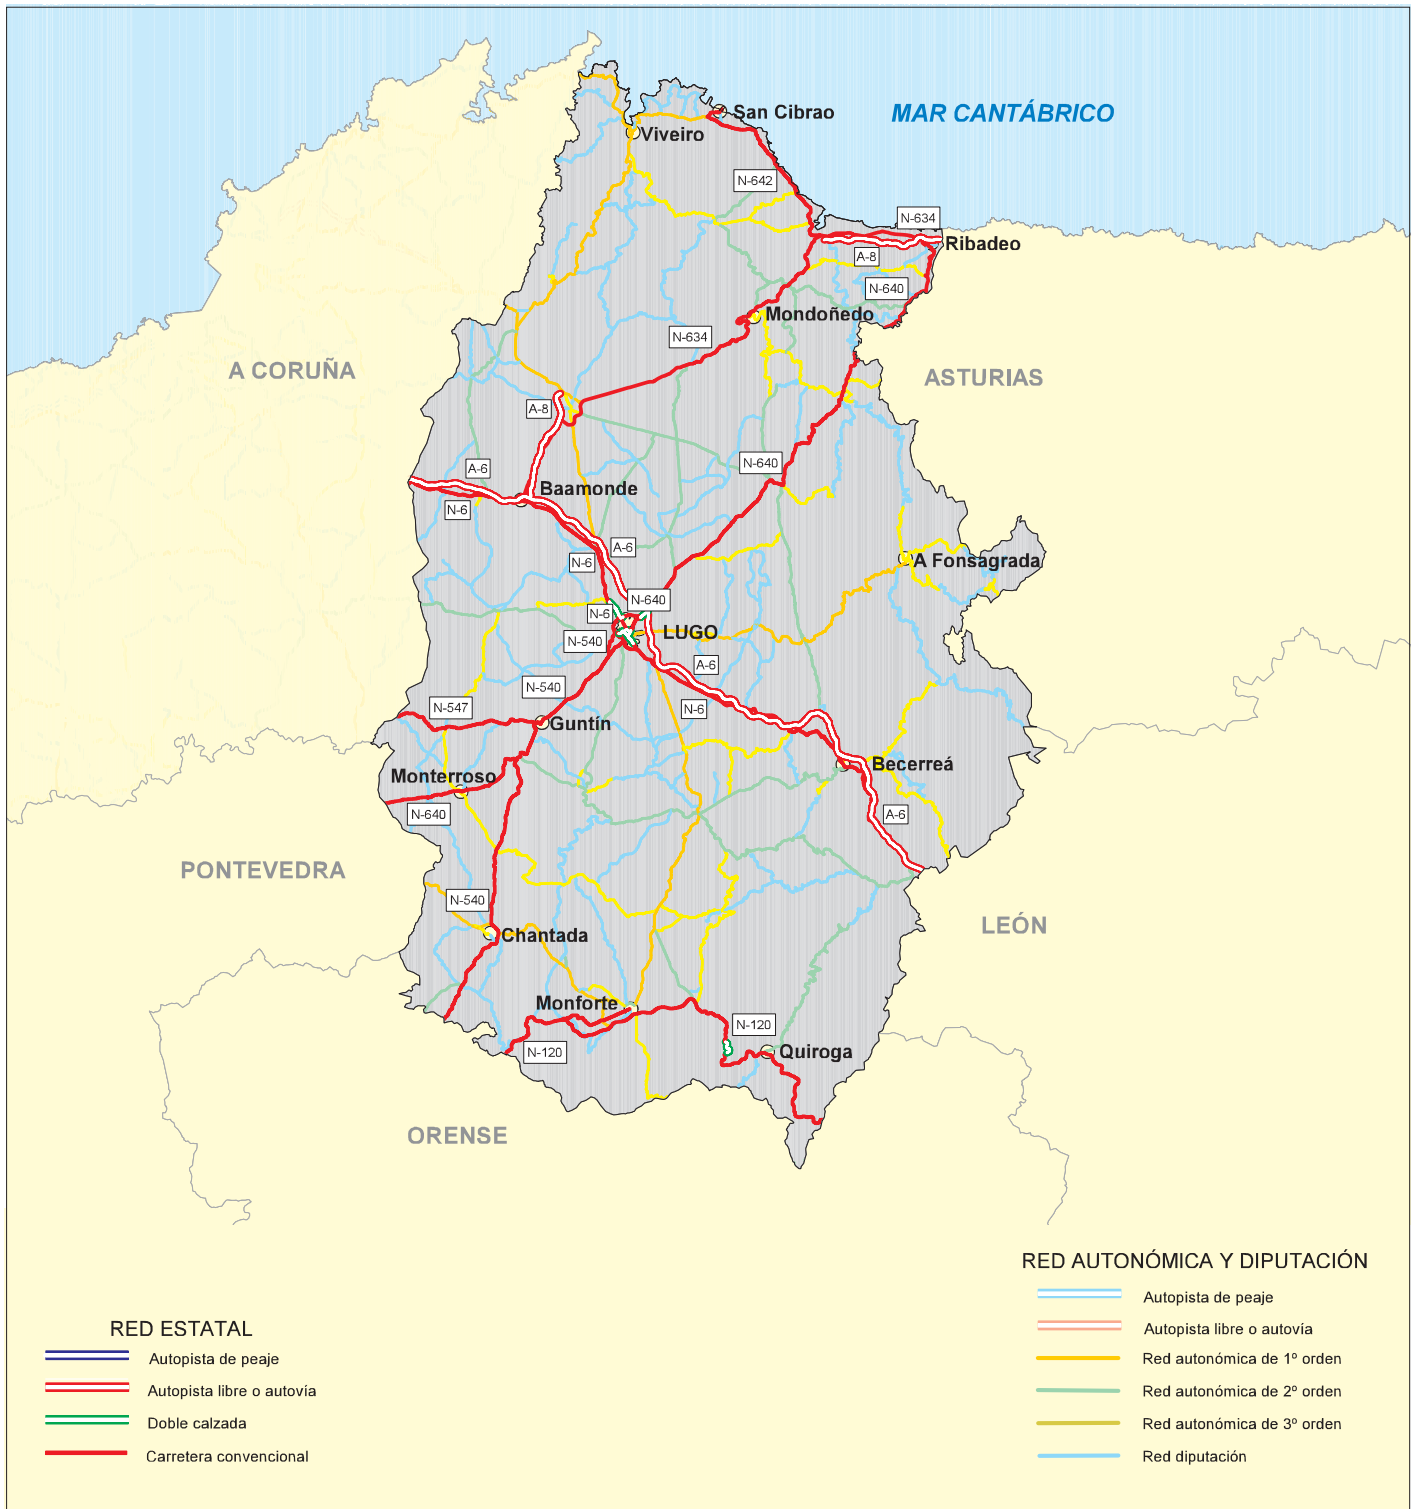 San Cibrao
MAR CANTÁBRICO
Viveiro
N-642
N-634
Ribadeo
A-8
N-640
Mondoñedo
N-634
A CORUÑA
ASTURIAS
A-8
A-6
N-640
Baamonde
N-6
A-6
N-6
A Fonsagrada
N-640
N-6
LUGO
N-540
A-6
N-540
N-547
N-6
Guntín
Becerreá
Monterroso
N-640
A-6
PONTEVEDRA
N-540
LEÓN
Chantada
Monforte
N-120
N-120
Quiroga
ORENSE
RED AUTONÓMICA Y DIPUTACIÓN
Autopista de peaje
Autopista libre o autovía
Red autonómica de 1º orden
Red autonómica de 2º orden
Red autonómica de 3º orden
Red diputación
RED ESTATAL
Autopista de peaje
Autopista libre o autovía
Doble calzada
Carretera convencional